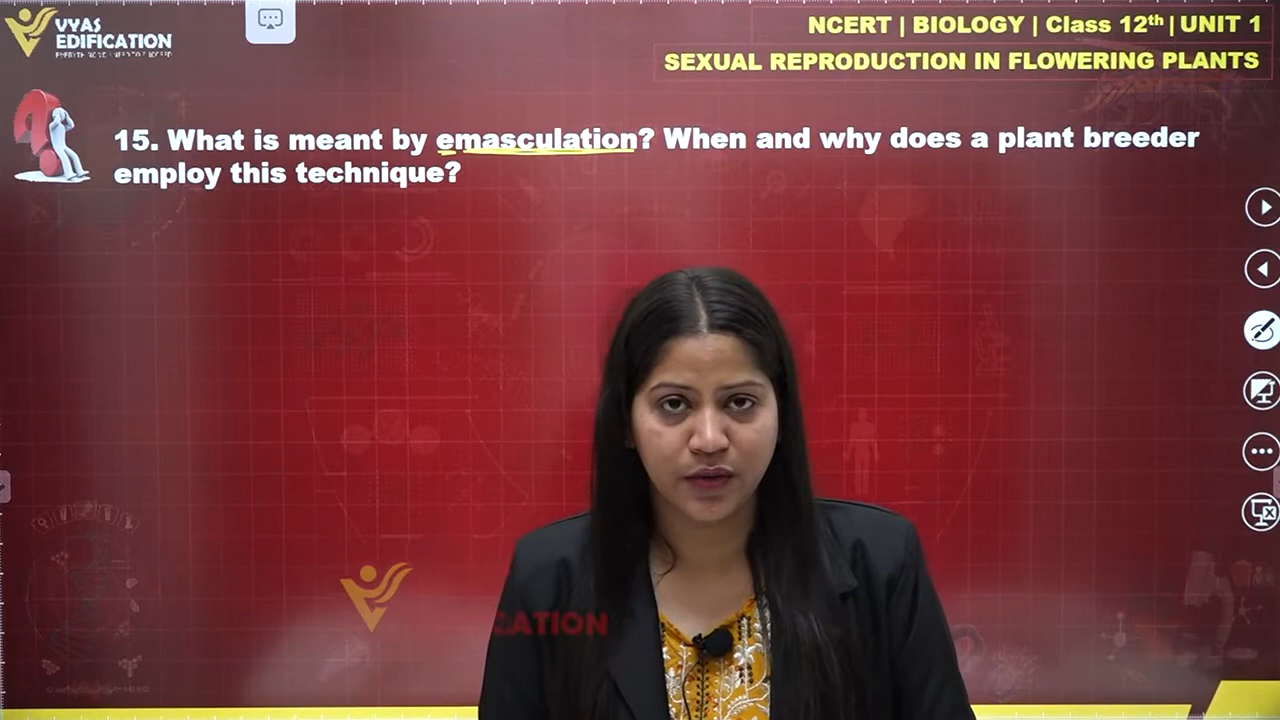 VYAS
EDIFICATION
NCERT | BIOLOGY | Class 12th | UNIT 1
SEXUAL REPRODUCTION IN FLOWERING PLANTS
15. What is meant by emasculation? When and why does a plant breeder
employ this technique?
CATION